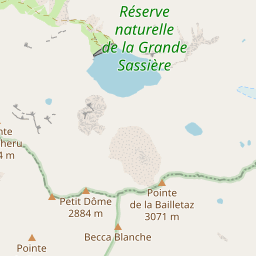 Réserve
naturelle
de la Grande
Sassière
nte
heru
4 m
Petit Dôme
2884 m
Pointe
de la Bailletaz
3071 m
Becca Blanche
Pointe